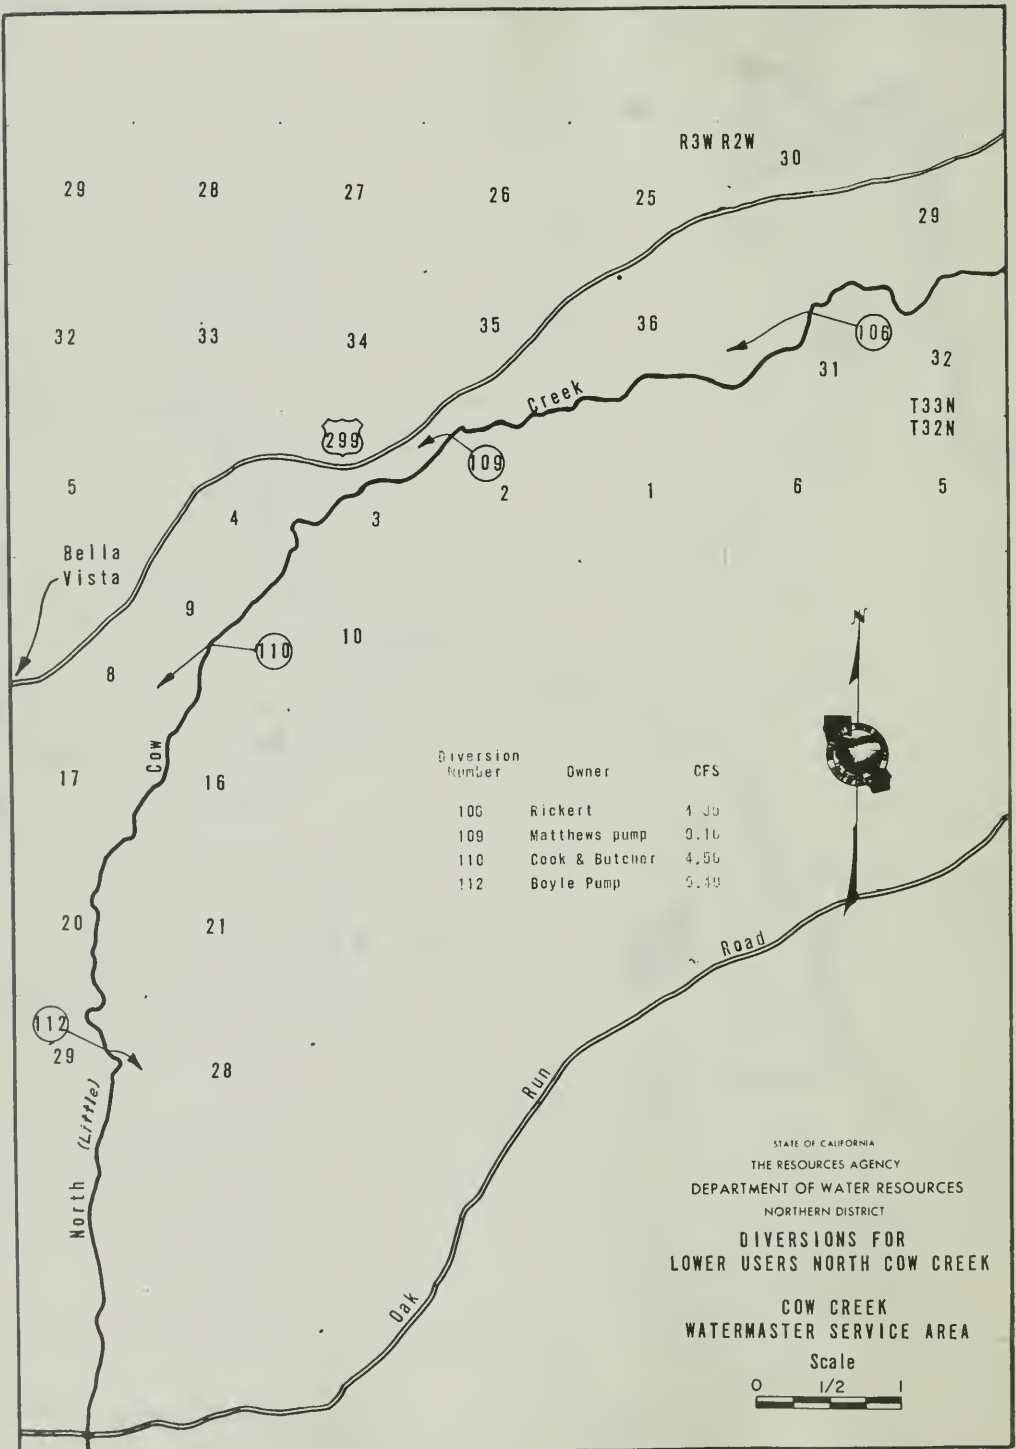 R3W R2W
30
29
28
27
26
25
29
32
33
34
35
36
106
31
32
T33N
T32N
Creek
299
109
5
4
3
2
1
6
5
Bella
Vista
9
10
110
8
N
Cow
17
16
Diversion
Number Owner CFS
106 Rickert
109 Matthews pump
110 Cook & Butcher
112 Boyle Pump
20
21
Road
112
29
28
Run
(Little)
North
Oak
STATE OF CALIFORNIA
THE RESOURCES AGENCY
DEPARTMENT OF WATER RESOURCES
NORTHERN DISTRICT
DIVERSIONS FOR
LOWER USERS NORTH COW CREEK
COW CREEK
WATERMASTER SERVICE AREA
Scale
0 1/2 1